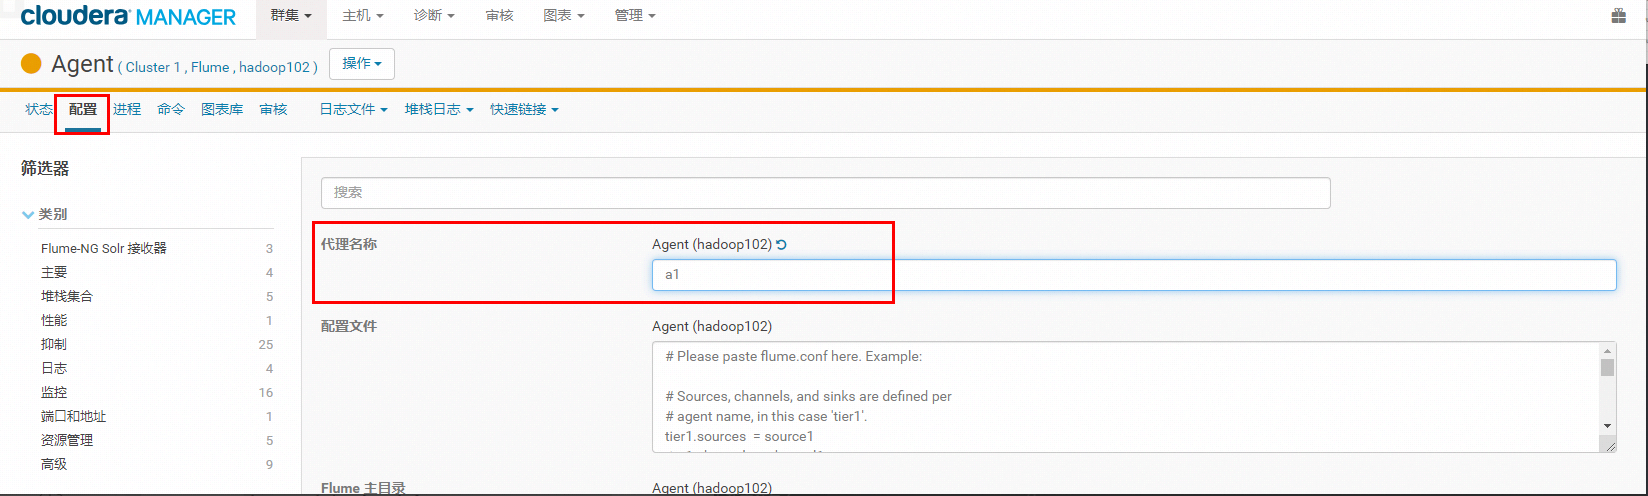 cloudera MANAGER 群集 主机 诊断 审核 图表 管理
Agent ( Cluster 1 , Flume , hadoop102 ) 操作
状态 配置 进程 命令 图表库 审核 日志文件 堆栈日志 快速链接
筛选器
搜索
类别
代理名称 Agent (hadoop102)
Flume-NG Solr 接收器 3
a1
主要 4
堆栈集合 5
性能 1
配置文件 Agent (hadoop102)
抑制 25
# Please paste flume.conf here. Example:
日志 4
监控 16
# Sources, channels, and sinks are defined per
端口和地址 1
# agent name, in this case 'tier1'.
资源管理 5
tier1.sources = source1
高级 9
Flume 主目录 Agent (hadoop102)